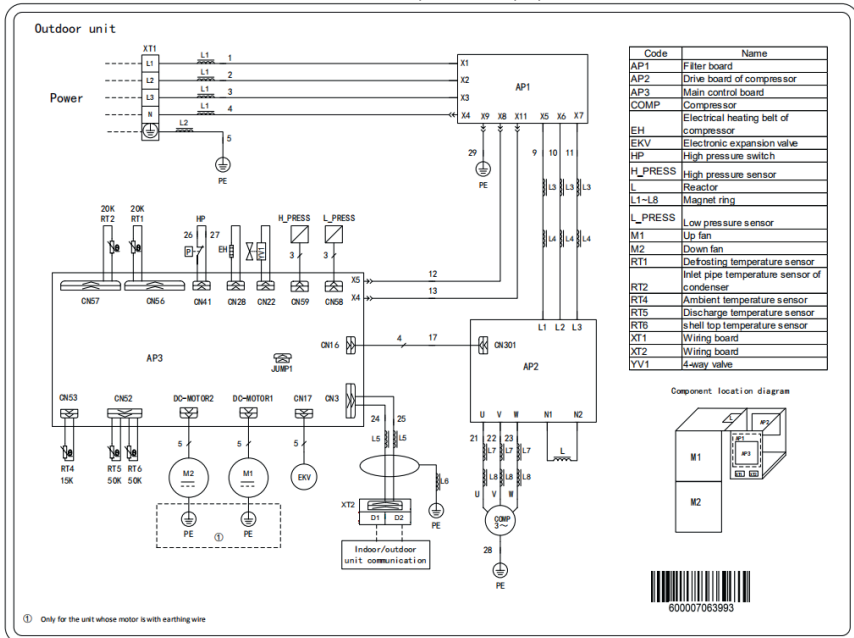 Outdoor unit
XT1
L1
L2
L3
N
Power
L1 1
L1 2
L1 3
L1 4
L2
5
PE
X1
X2
X3
X4 X9 X8 X11 X5 X6 X7
AP1
29
PE
9 10 11
L3 L3 L3
L4 L4 L4
20K 20K
RT2 RT1
HP
26 27
P
EH
YV1
H_PRESS L_PRESS
3 3
CN57 CN56 CN41 CN28 CN22 CN59 CN58
X5 12
X4 13
AP3
JUMP1
CN16 4 17 CN301
L1 L2 L3
AP2
U V W N1 N2
CN53 CN52 DC-MOTOR2 DC-MOTOR1 CN17 CN3
24 25
L5 L5
5 5 5
RT4 RT5 RT6
15K 50K 50K
M2 M1 EKV
PE PE
①
L6
PE
XT2
D1 D2
Indoor/outdoor
unit communication
21 22 23
L7 L7
L8 L8
U V W
L
COMP
3～
28
PE
Code Name
AP1 Filter board
AP2 Drive board of compressor
AP3 Main control board
COMP Compressor
Electrical heating belt of
EH compressor
EKV Electronic expansion valve
HP High pressure switch
H_PRESS High pressure sensor
L Reactor
L1~L8 Magnet ring
L_PRESS Low pressure sensor
M1 Up fan
M2 Down fan
RT1 Defrosting temperature sensor
Inlet pipe temperature sensor of
RT2 condenser
RT4 Ambient temperature sensor
RT5 Discharge temperature sensor
RT6 shell top temperature sensor
XT1 Wiring board
XT2 Wiring board
YV1 4-way valve
Component location diagram
L
AP2
AP1
AP3
M1
M2
600007063993
① Only for the unit whose motor is with earthing wire